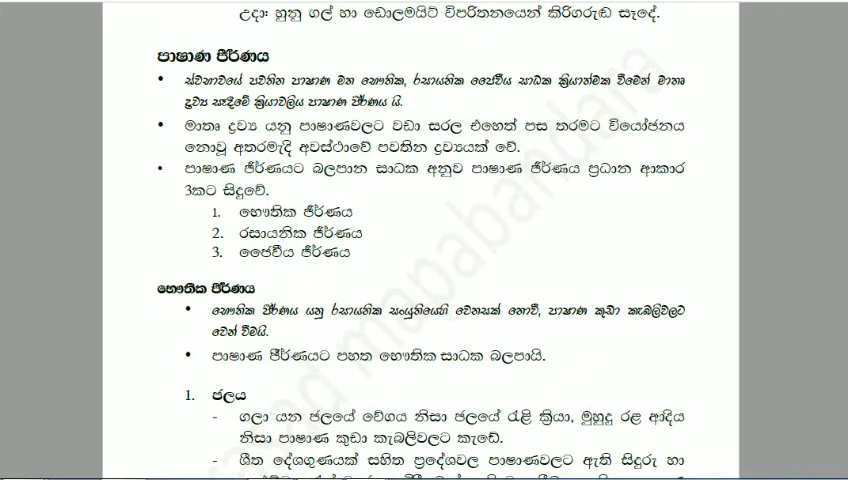 උදා: හුනු ගල් හා ඩොලමයිට් විපරිතනයෙන් කිරිගරුඬ සෑදේ.
පාෂාණ ජීර්ණය
• ස්වභාවයේ පවතින පාෂාණ මත භෞතික, රසායනික ජෛවීය සාධක ක්‍රියාත්මක වීමෙන් මාතෘ
ද්‍රව්‍ය සෑදීමේ ක්‍රියාවලිය පාෂාණ ජීර්ණය යි.
• මාතෘ ද්‍රව්‍ය යනු පාෂාණවලට වඩා සරල එහෙත් පස තරමට වියෝජනය
නොවූ අතරමැදි අවස්ථාවේ පවතින ද්‍රව්‍යයක් වේ.
• පාෂාණ ජීර්ණයට බලපාන සාධක අනුව පාෂාණ ජීර්ණය ප්‍රධාන ආකාර
3කට සිදුවේ.
1. භෞතික ජීර්ණය
2. රසායනික ජීර්ණය
3. ජෛවීය ජීර්ණය
භෞතික ජීර්ණය
• භෞතික ජීර්ණය යනු රසායනික සංයුතියෙහි වෙනසක් නොවී, පාෂාණ කුඩා කැබලිවලට
වෙන් වීමයි.
• පාෂාණ ජීර්ණයට පහත භෞතික සාධක බලපායි.
1. ජලය
- ගලා යන ජලයේ වේගය නිසා ජලයේ රැළි ක්‍රියා, මුහුදු රළ ආදිය
නිසා පාෂාණ කුඩා කැබලිවලට කැඩේ.
- ශීත දේශගුණයක් සහිත ප්‍රදේශවල පාෂාණවලට ඇති සිදුරු හා